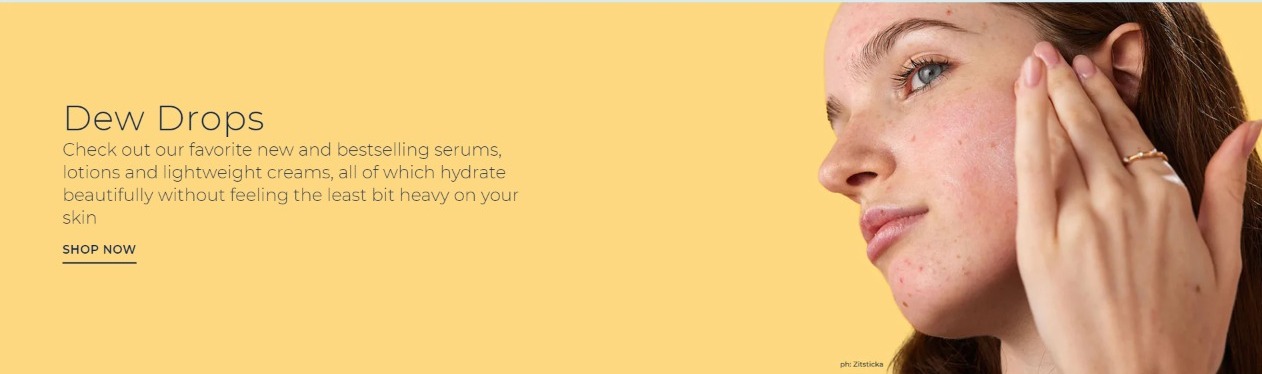 Dew Drops
Check out our favorite new and bestselling serums,
lotions and lightweight creams, all of which hydrate
beautifully without feeling the least bit heavy on your
skin
SHOP NOW
ph: Zitsticka